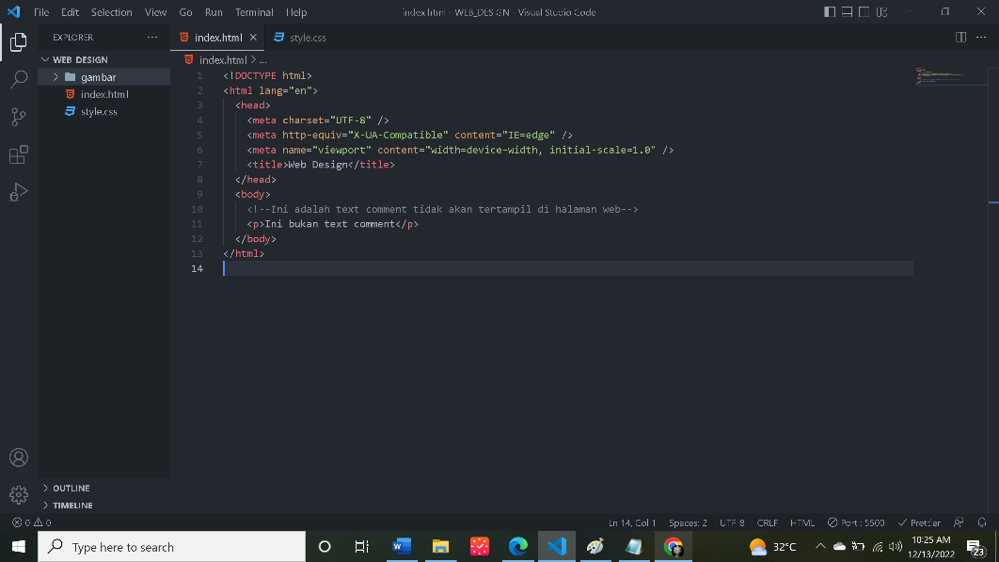 File Edit Selection View Go Run Terminal Help
index.html - WEB_DESIGN - Visual Studio Code
EXPLORER
WEB DESIGN
gambar
index.html
style.css
OUTLINE
TIMELINE
index.html style.css
index.html > ...
1 <!DOCTYPE html>
2 <html lang="en">
3 <head>
4 <meta charset="UTF-8" />
5 <meta http-equiv="X-UA-Compatible" content="IE=edge" />
6 <meta name="viewport" content="width=device-width, initial-scale=1.0" />
7 <title>Web Design</title>
8 </head>
9 <body>
10 <!--Ini adalah text comment tidak akan tertampil di halaman web-->
11 <p>Ini bukan text comment</p>
12 </body>
13 </html>
14
0 0 Ln 14, Col 1 Spaces: 2 UTF-8 CRLF HTML Port : 5500 Prettier
Type here to search
32°C
10:25 AM
12/13/2022
23